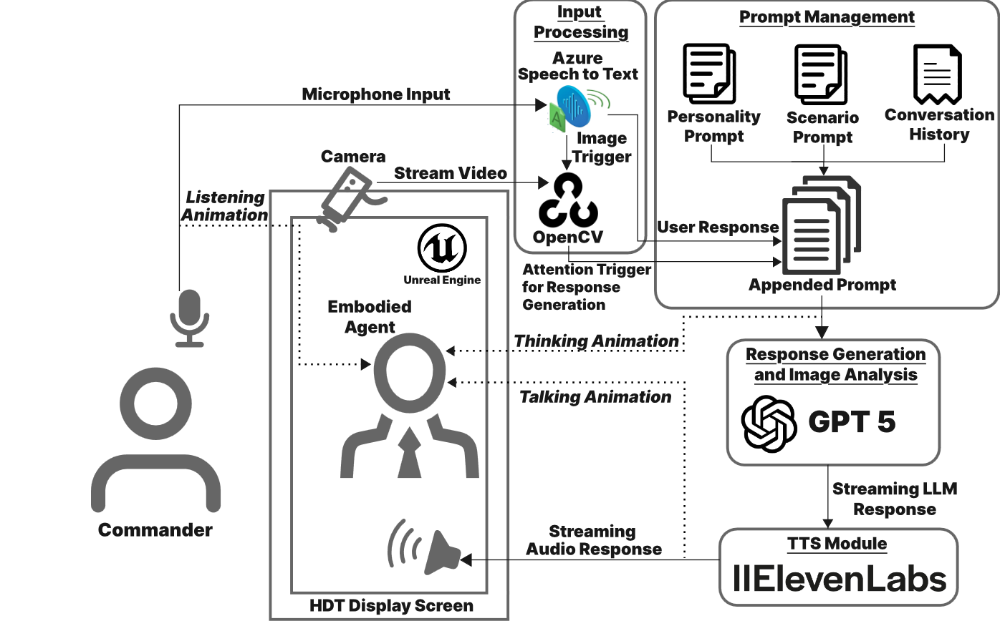 Input
Processing
Azure
Speech to Text
A
Image
Trigger
OpenCV
Prompt Management
Personality
Prompt
Scenario
Prompt
Conversation
History
User Response
Appended Prompt
Microphone Input
Camera
Stream Video
Listening
Animation
Unreal Engine
Embodied
Agent
Attention Trigger
for Response
Generation
Thinking Animation
Talking Animation
Response Generation
and Image Analysis
GPT 5
Streaming LLM
Response
TTS Module
IIElevenLabs
Streaming
Audio Response
Commander
HDT Display Screen